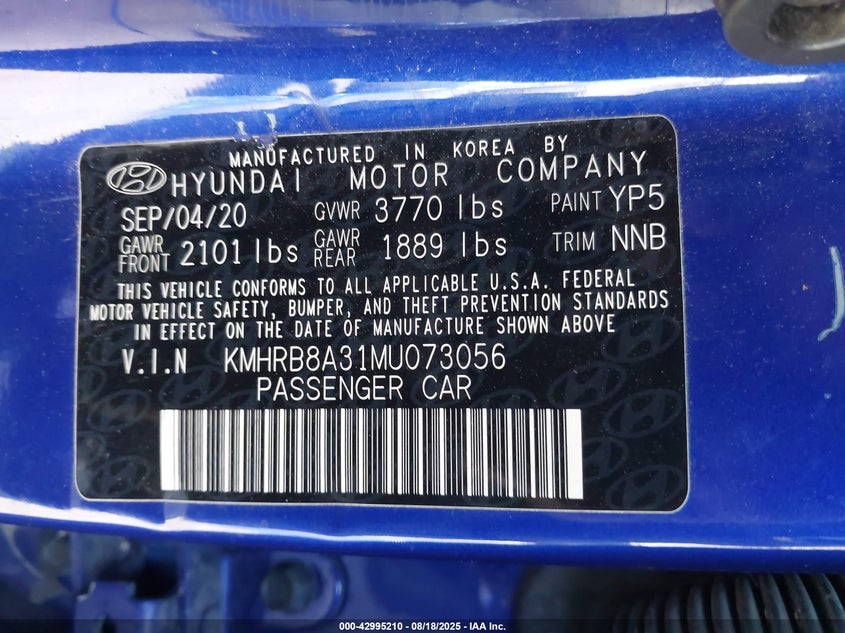 MANUFACTURED IN KOREA BY
HYUNDAI MOTOR COMPANY
SEP/04/20 GVWR 3770 lbs PAINT YP5
GAWR FRONT 2101 lbs GAWR REAR 1889 lbs TRIM NNB
THIS VEHICLE CONFORMS TO ALL APPLICABLE U.S.A. FEDERAL
MOTOR VEHICLE SAFETY, BUMPER, AND THEFT PREVENTION STANDARDS
IN EFFECT ON THE DATE OF MANUFACTURE SHOWN ABOVE
V.I.N KMHRB8A31MU073056
PASSENGER CAR
000-42995210 - 08/18/2025 - IAA Inc.